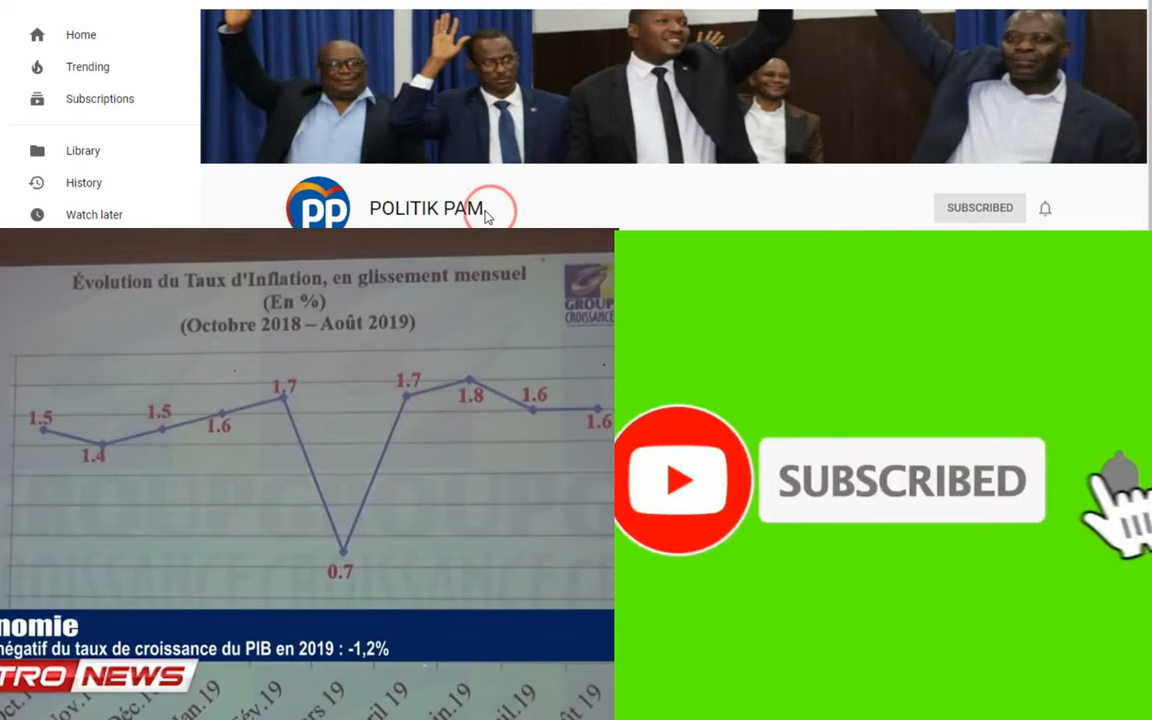 Home
Trending
Subscriptions
Library
History
Watch later
pp
POLITIK PAM
SUBSCRIBED
Évolution du Taux d'Inflation, en glissement mensuel
(En %)
(Octobre 2018 – Août 2019)
GROUP
CROISSANCE
1.5
1.4
1.5
1.6
1.7
0.7
1.7
1.8
1.6
1.6
nomie
négatif du taux de croissance du PIB en 2019 : -1,2%
TRO NEWS
SUBSCRIBED